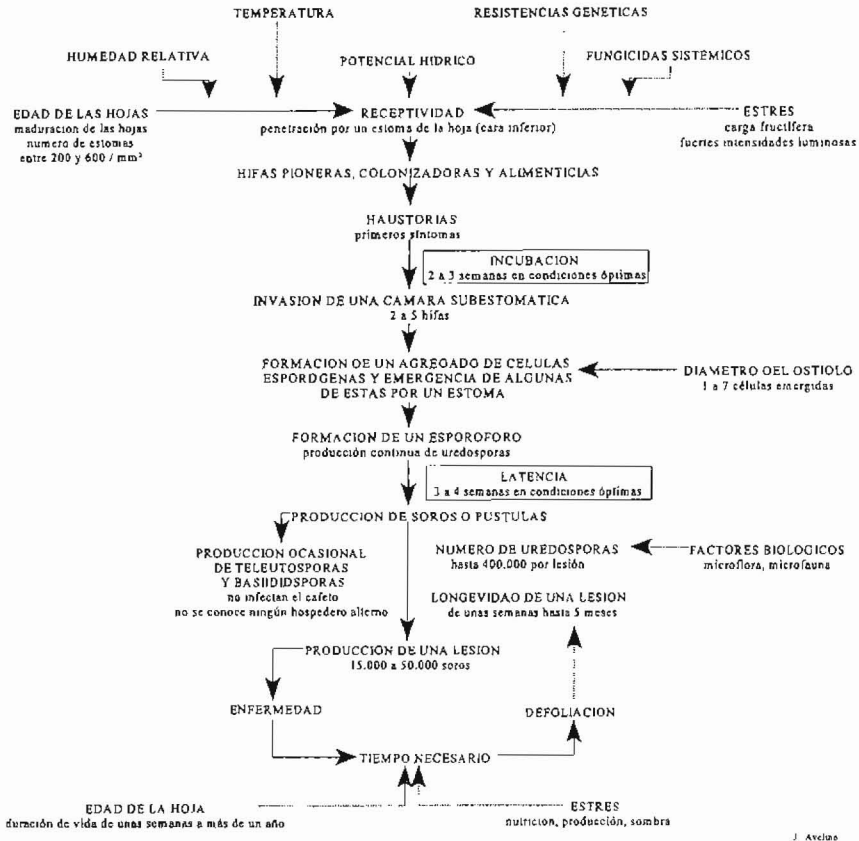 TEMPERATURA
RESISTENCIAS GENETICAS
HUMEDAD RELATIVA
POTENCIAL HIDRICO
FUNGICIDAS SISTÉMICOS
EDAD DE LAS HOJAS
maduracion de las hojas
numero de estomas
entre 200 y 600 / mm²
RECEPTIVIDAD
penetración por un estoma de la hoja (cara inferior)
ESTRES
carga fructífera
fuertes intensidades luminosas
HIFAS PIONERAS, COLONIZADORAS Y ALIMENTICIAS
HAUSTORIAS
primeros síntomas
INCUBACION
2 a 3 semanas en condiciones óptimas
INVASION DE UNA CAMARA SUBESTOMATICA
2 a 5 hifas
FORMACION DE UN AGREGADO DE CELULAS
ESPOROGENAS Y EMERGENCIA DE ALGUNAS
DE ESTAS POR UN ESTOMA
DIAMETRO DEL OSTIOLO
1 a 7 células emergidas
FORMACION DE UN ESPOROFORO
producción continua de uredosporas
LATENCIA
3 a 4 semanas en condiciones óptimas
PRODUCCION DE SOROS O PUSTULAS
PRODUCCION OCASIONAL
DE TELEUTOSPORAS
Y BASIDIDSPORAS
no infectan el cafeto
no se conoce ningún hospedero alterno
NUMERO DE UREDOSPORAS
hasta 400.000 por lesión
FACTORES BIOLOGICOS
microflora, microfauna
LONGEVIDAD DE UNA LESION
de unas semanas hasta 5 meses
PRODUCCION DE UNA LESION
15.000 a 50.000 soros
ENFERMEDAD
DEFOLIACION
TIEMPO NECESARIO
EDAD DE LA HOJA
duración de vida de unas semanas a más de un año
ESTRES
nutricion, producción, sombra
J. Avelino